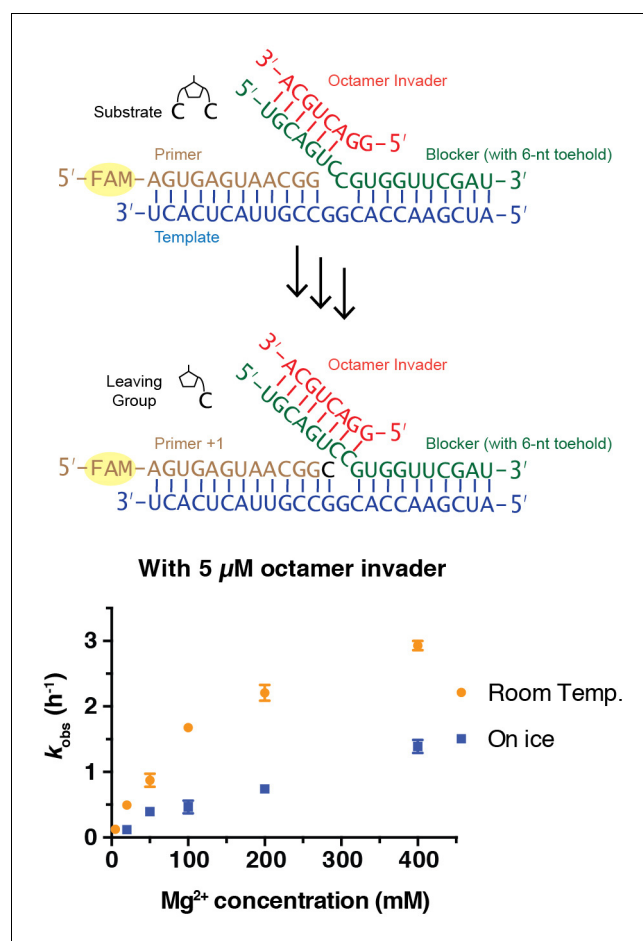 3′–ACGUCAGG–5′
Octamer Invader
Substrate
C C
5′–UGCAGUC
Primer
Blocker (with 6-nt toehold)
5′–FAM–AGUGAGUAACGG CGUGGUUCGAU–3′
3′–UCACUCAUUGCCGGCACCAAGCUA–5′
Template
3′–ACGUCAGG–5′
Octamer Invader
Leaving
Group
C
5′–UGCAGUCC
Primer +1
Blocker (with 6-nt toehold)
5′–FAM–AGUGAGUAACGGC GUGGUUCGAU–3′
3′–UCACUCAUUGCCGGCACCAAGCUA–5′
With 5 µM octamer invader
3
2
1
0
kobs (h-1)
Room Temp.
On ice
0 100 200 300 400
Mg2+ concentration (mM)